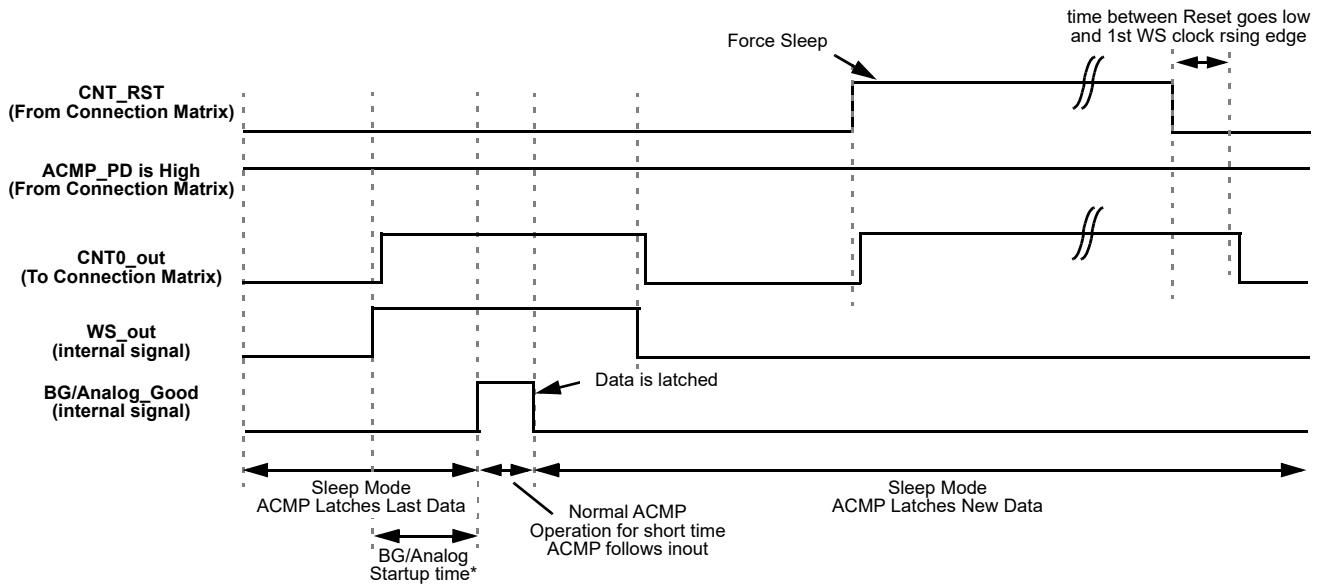 time between Reset goes low
and 1st WS clock rsing edge
Force Sleep
CNT_RST
(From Connection Matrix)
ACMP_PD is High
(From Connection Matrix)
CNT0_out
(To Connection Matrix)
WS_out
(internal signal)
BG/Analog_Good
(internal signal)
Data is latched
Sleep Mode
ACMP Latches Last Data
Normal ACMP
Operation for short time
ACMP follows inout
Sleep Mode
ACMP Latches New Data
BG/Analog
Startup time*